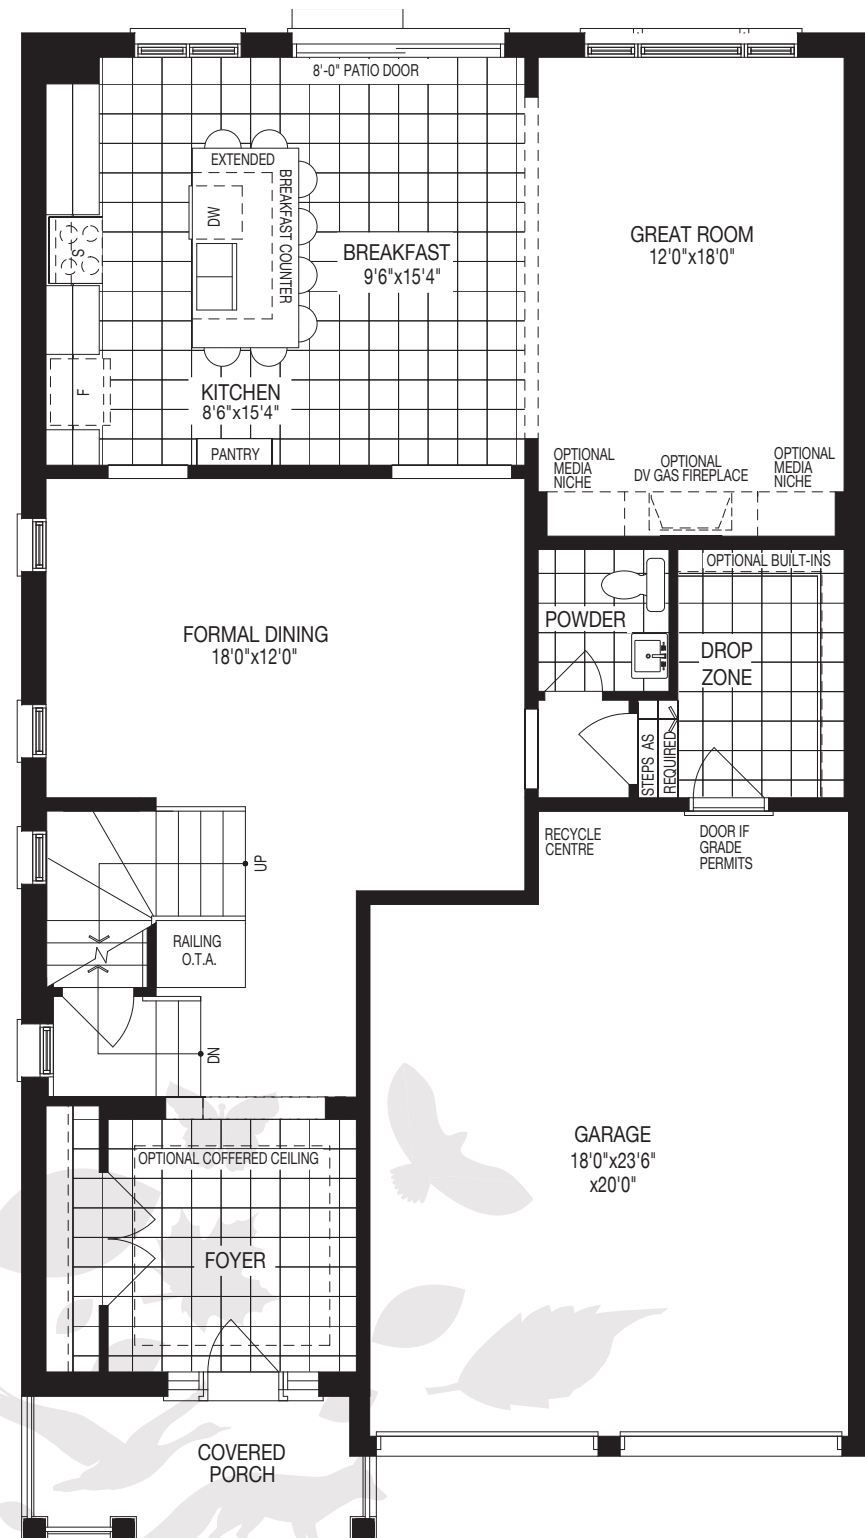 8'-0" PATIO DOOR
EXTENDED
BREAKFAST COUNTER
DW
S
BREAKFAST
9'6"x15'4"
GREAT ROOM
12'0"x18'0"
F
KITCHEN
8'6"x15'4"
PANTRY
OPTIONAL
MEDIA
NICHE
OPTIONAL
DV GAS FIREPLACE
OPTIONAL
MEDIA
NICHE
OPTIONAL BUILT-INS
POWDER
FORMAL DINING
18'0"x12'0"
DROP
ZONE
STEPS AS
REQUIRED
RECYCLE
CENTRE
DOOR IF
GRADE
PERMITS
UP
RAILING
O.T.A.
DN
OPTIONAL COFFERED CEILING
FOYER
GARAGE
18'0"x23'6"
x20'0"
COVERED
PORCH